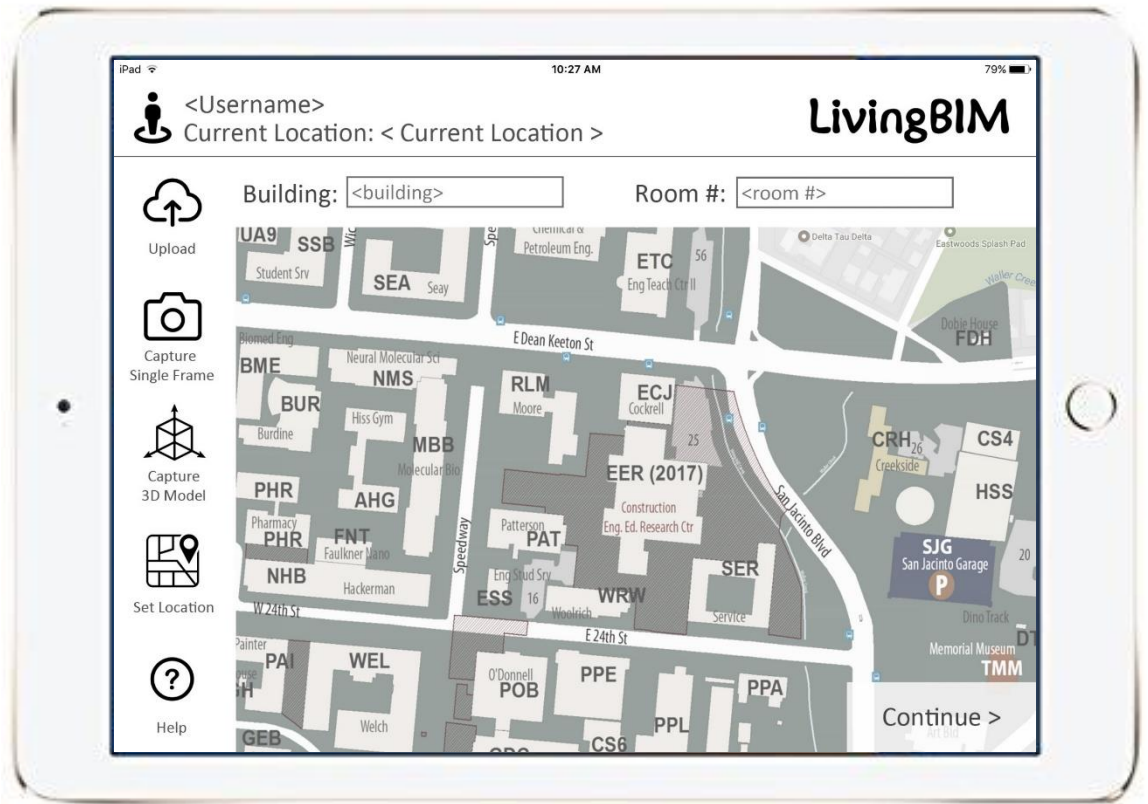 iPad
10:27 AM
79%
<Username>
Current Location: < Current Location >
LivingBIM
Building: <building>
Room #: <room #>
Upload
Capture
Single Frame
Capture
3D Model
Set Location
Help
UA9
SSB
Student Srv
SEA
Seay
Chemical &
Petroleum Eng.
ETC
Eng Teach Ctr II
56
Delta Tau Delta
Eastwoods Splash Pad
Waller Cree
Dobie House
FDH
E Dean Keeton St
Biomed Eng
BME
Neural Molecular Sci
NMS
RLM
Moore
ECJ
Cockrell
25
BUR
Burdine
Hiss Gym
MBB
Molecular Bio
CRH
26
Creekside
CS4
HSS
EER (2017)
Construction
Eng. Ed. Research Ctr
San Jacinto Blvd
PHR
Pharmacy
PHR
AHG
FNT
Faulkner Nano
Speedway
Patterson
PAT
SJG
San Jacinto Garage
P
20
NHB
Hackerman
Eng Stud Srv
ESS
16
WRW
Woolrich
SER
Service
Dino Track
W 24th St
E 24th St
Painter
PAI
WEL
Welch
O'Donnell
POB
PPE
PPA
PPL
Memorial Museum
TMM
DT
GEB
CS6
Continue >
Art Bld